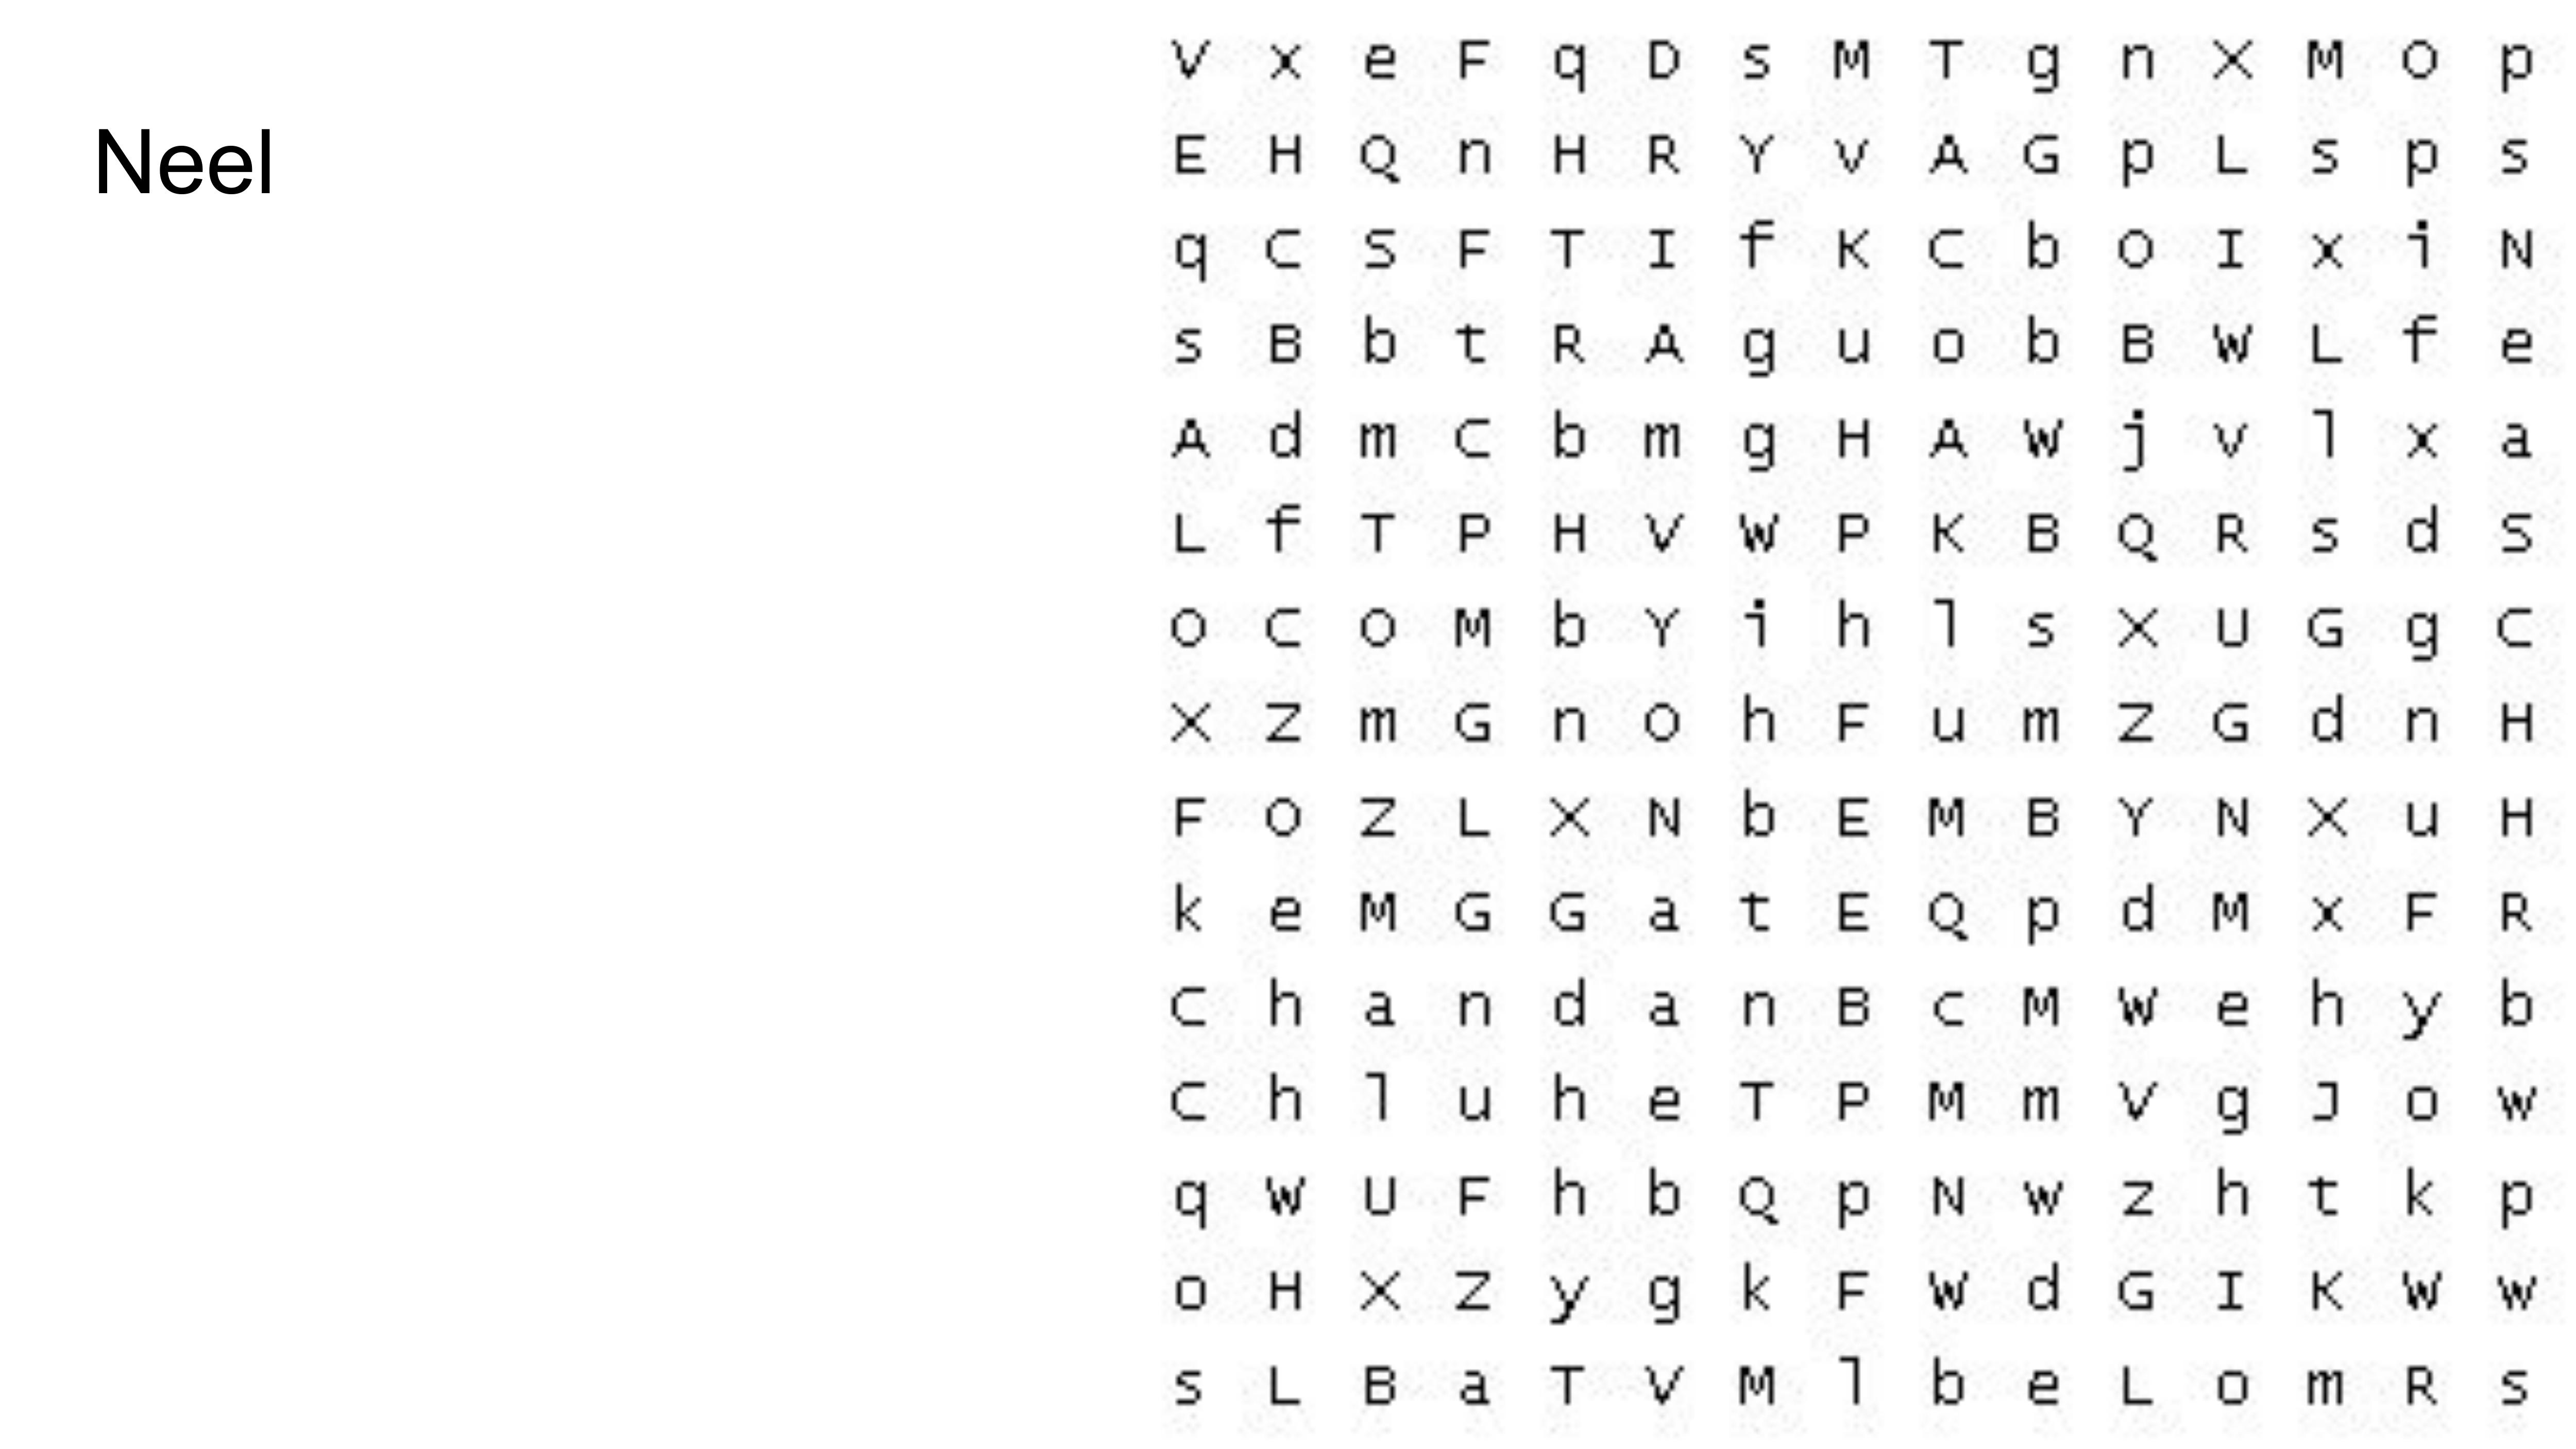 Neel
V x e F q D s M T g n X M O p
E H Q n H R Y v A G p L s p s
q C S F T I f K C b O I x i N
s B b t R A g u o b B W L f e
A d m C b m g H A W j v l x a
L f T P H V W P K B Q R s d S
O C O M b Y i h l s X U G g C
X Z m G n O h F u m Z G d n H
F O Z L X N b E M B Y N X u H
k e M G G a t E Q p d M x F R
C h a n d a n B c M W e h y b
C h l u h e T P M m V g J o w
q W U F h b Q p N w z h t k p
o H X Z y g k F W d G I K W w
s L B a T V M l b e L o m R s